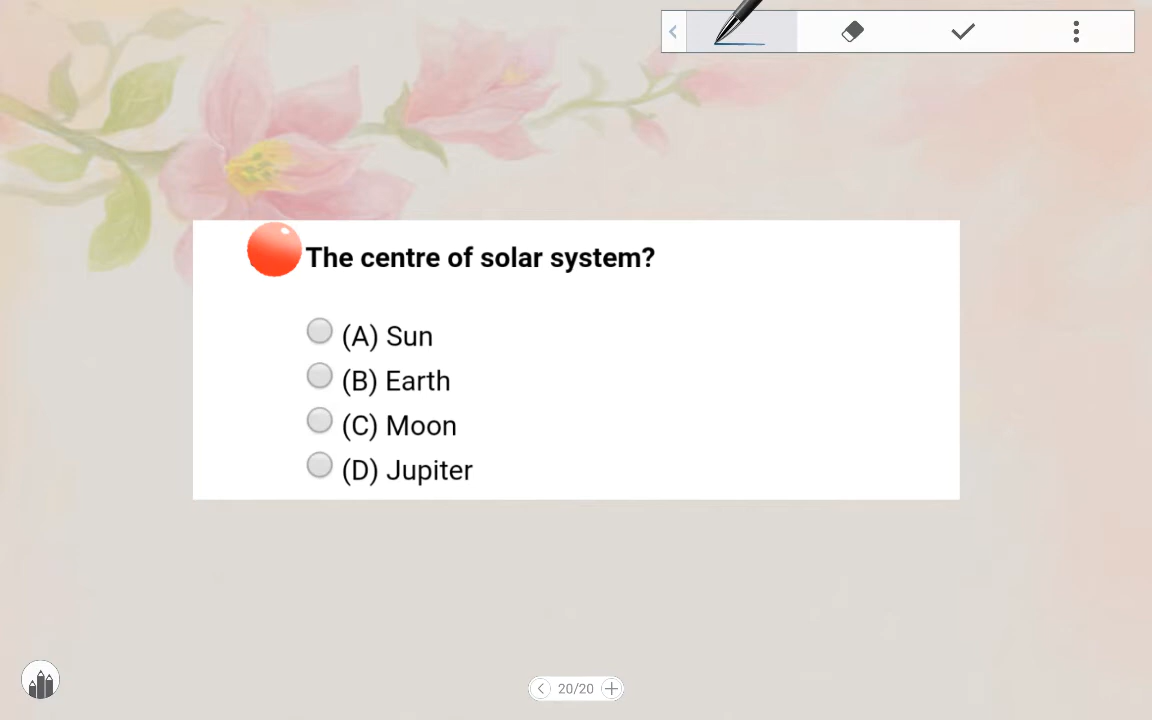 The centre of solar system?
(A) Sun
(B) Earth
(C) Moon
(D) Jupiter
20/20